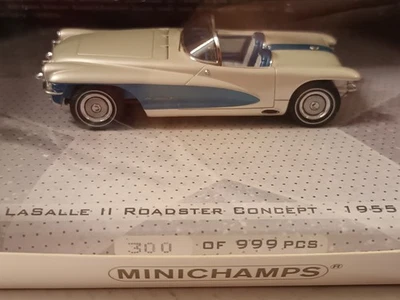 LaSalle II Roadster Concept - 1955
300 of 999 pcs.
MINICHAMPS®